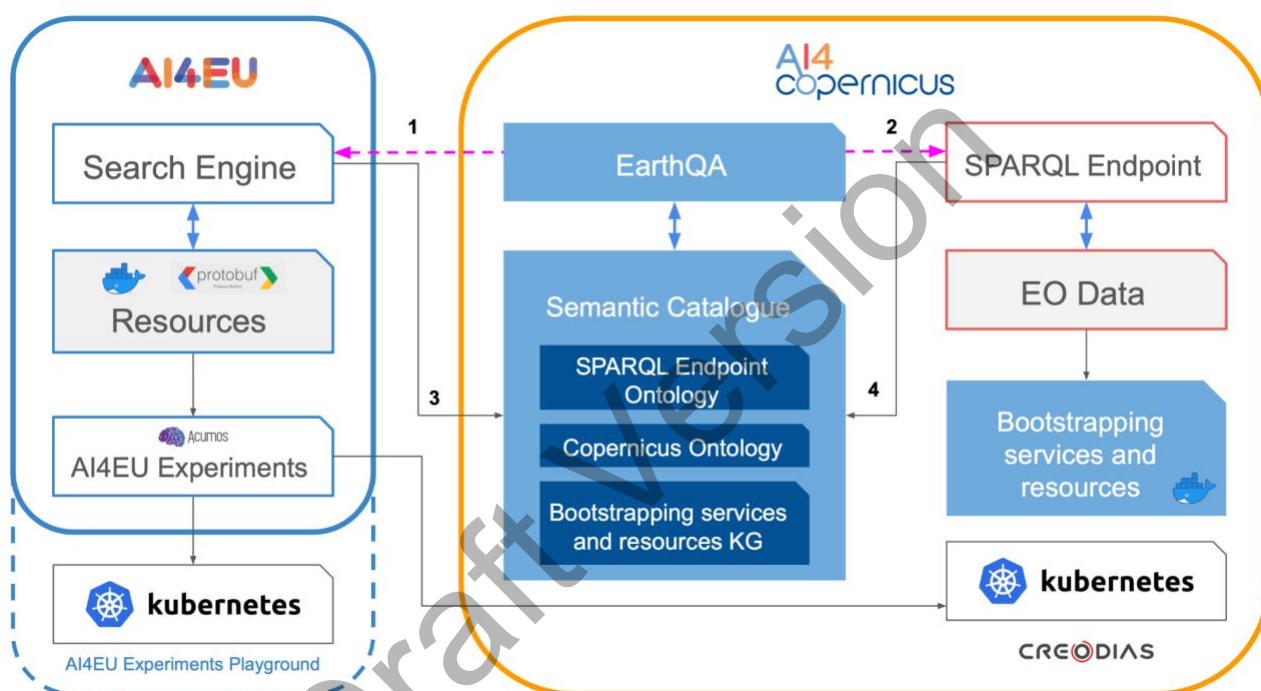 AI4EU
Search Engine
protobuf
Protocol Buffers
Resources
Acumos
AI4EU Experiments
kubernetes
AI4EU Experiments Playground
1
3
AI4
copernicus
EarthQA
Semantic Catalogue
SPARQL Endpoint
Ontology
Copernicus Ontology
Bootstrapping services
and resources KG
2
4
SPARQL Endpoint
EO Data
Bootstrapping
services and
resources
kubernetes
CREODIAS
Draft Version